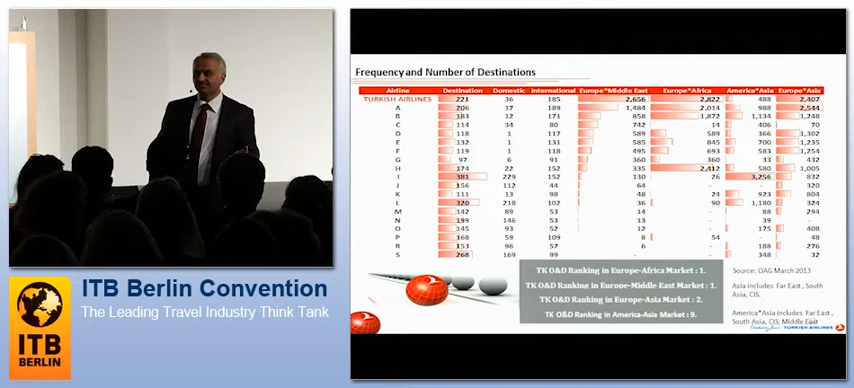 Frequency and Number of Destinations
Airline Destination Domestic International Europe*Middle East Europe*Africa America*Asia Europe*Asia
TURKISH AIRLINES 221 36 185 2,656 2,822 488 2,407
A 206 17 189 1,484 2,014 988 2,544
B 183 12 171 858 1,872 1,134 1,248
C 114 34 80 742 14 406 70
D 118 1 117 589 589 366 1,302
E 132 1 131 585 845 700 1,235
F 119 1 118 495 693 583 1,254
G 97 6 91 360 360 33 432
H 174 22 152 335 2,412 580 1,005
I 381 229 152 130 26 3,256 832
J 156 112 44 64 - - 320
K 111 13 98 48 24 923 804
L 320 218 102 36 90 1,180 324
M 142 89 53 14 - 88 294
N 199 146 53 13 - 39 -
O 145 93 52 12 - 175 408
P 168 59 109 8 54 - 48
R 153 96 57 6 - 188 276
S 268 169 99 - - 348 32
TK O&D Ranking in Europe-Africa Market : 1.
TK O&D Ranking in Europe-Middle East Market : 1.
TK O&D Ranking in Europe-Asia Market : 2.
TK O&D Ranking in America-Asia Market : 9.
Source: OAG March 2013
Asia includes Far East , South
Asia, CIS.
America*Asia includes Far East ,
South Asia, CIS, Middle East
TURKISH AIRLINES
ITB
BERLIN
ITB Berlin Convention
The Leading Travel Industry Think Tank